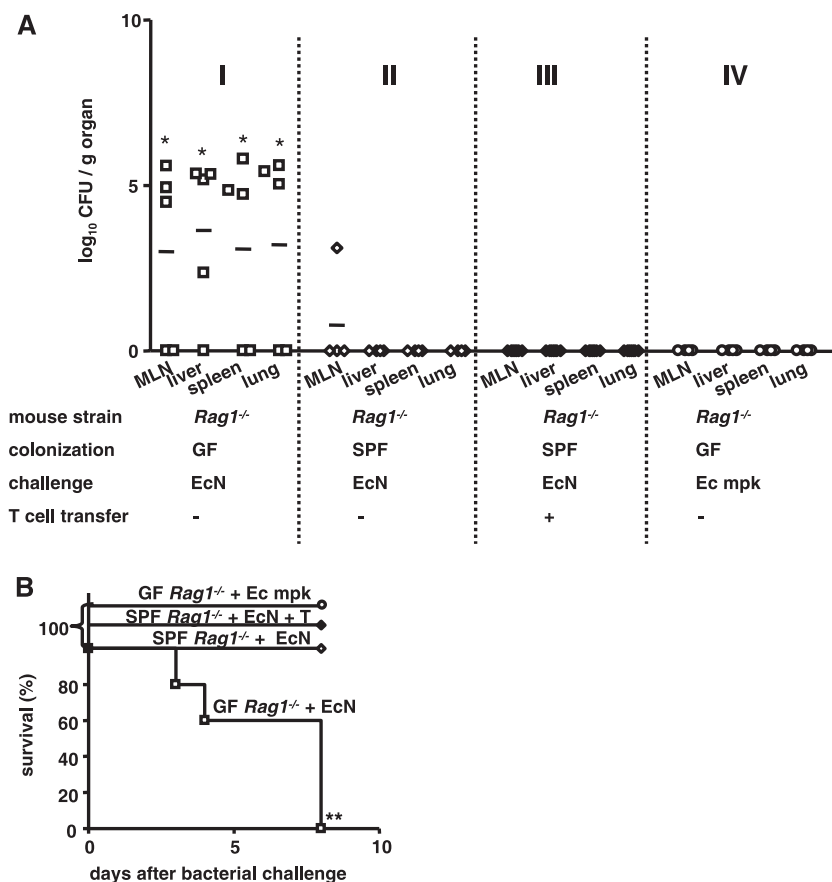 A
10
5
0
log₁₀ CFU / g organ
I II III IV
* * * *
MLN liver spleen lung MLN liver spleen lung MLN liver spleen lung MLN liver spleen lung
mouse strain Rag1-/- Rag1-/- Rag1-/- Rag1-/-
colonization GF SPF SPF GF
challenge EcN EcN EcN Ec mpk
T cell transfer - - + -
B
GF Rag1-/- + Ec mpk
SPF Rag1-/- + EcN + T
SPF Rag1-/- + EcN
GF Rag1-/- + EcN
**
100
80
60
40
20
0
survival (%)
0 5 10
days after bacterial challenge